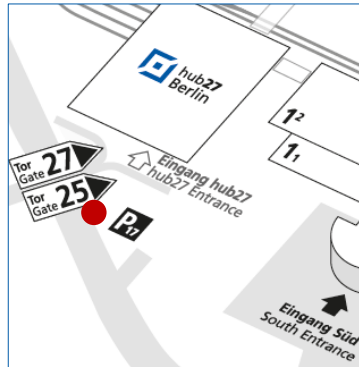 hub27
Berlin
1²
1₁
Tor
Gate 27
Eingang hub27
hub27 Entrance
Tor
Gate 25
P17
Eingang Süd
South Entrance